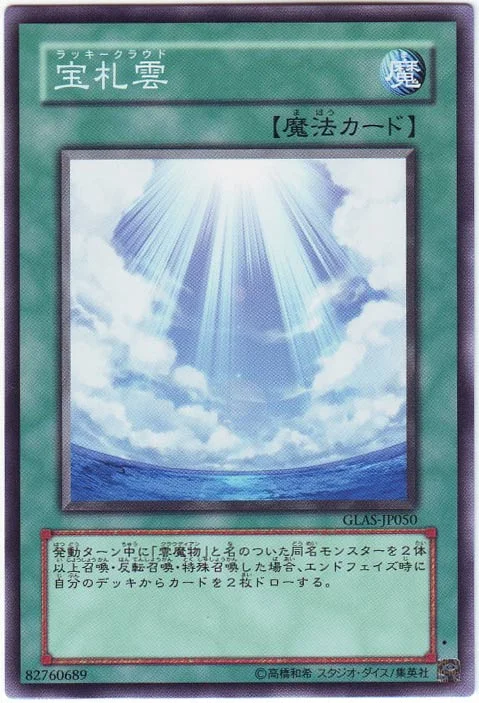 ラッキークラウド
宝札雲
魔
まほう
【魔法カード】
GLAS-JP050
発動ターン中に「雲魔物」と名のついた同名モンスターを2体
以上召喚・反転召喚・特殊召喚した場合、エンドフェイズ時に
自分のデッキからカードを2枚ドローする。
82760689
©高橋和希 スタジオ・ダイス/集英社